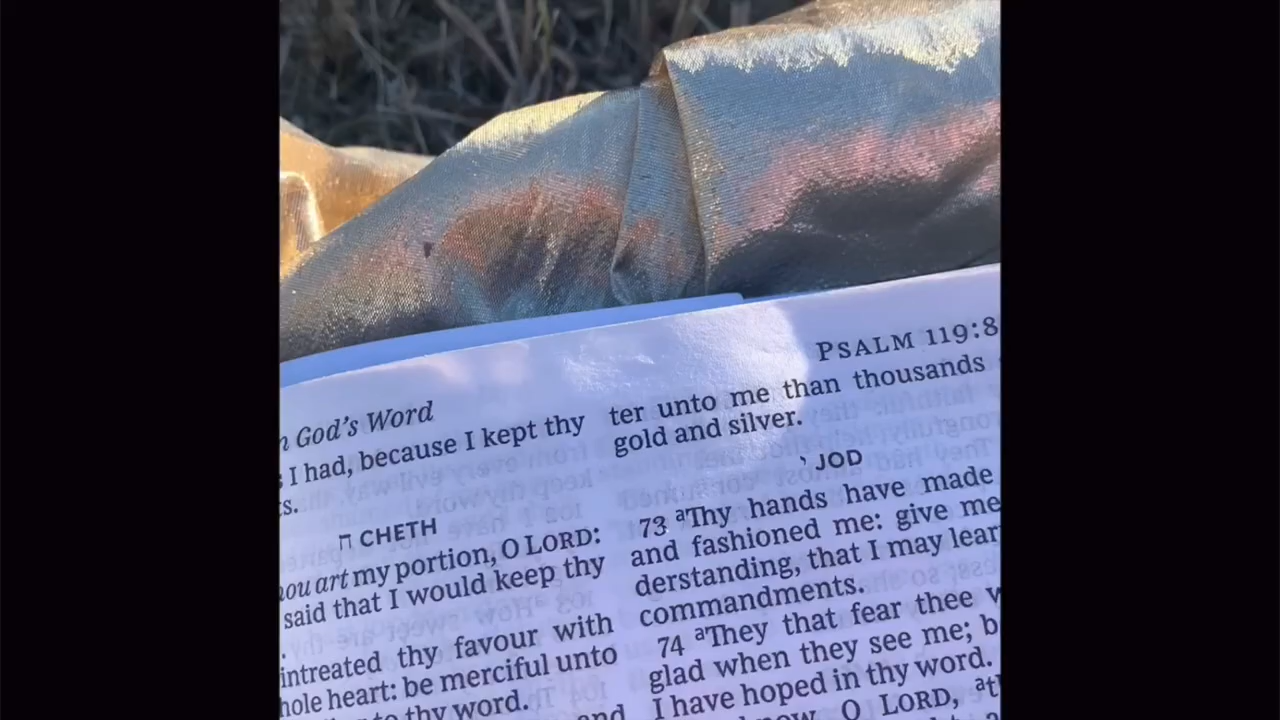 God's Word
PSALM 119:8
I had, because I kept thy
ח CHETH
art my portion, O LORD:
said that I would keep thy
intreated thy favour with
heart: be merciful unto
to thy word.
and
ter unto me than thousands
gold and silver.
י JOD
73 aThy hands have made
and fashioned me: give me
derstanding, that I may lear
commandments.
74 aThey that fear thee w
glad when they see me; b
I have hoped in thy word.
O LORD, at